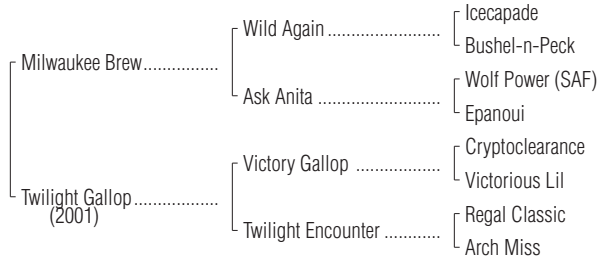 Icecapade
Wild Again ........................
Bushel-n-Peck
Milwaukee Brew................
Wolf Power (SAF)
Ask Anita ..........................
Epanoui
Cryptoclearance
Victory Gallop ..................
Victorious Lil
Twilight Gallop..................
(2001)
Regal Classic
Twilight Encounter ............
Arch Miss